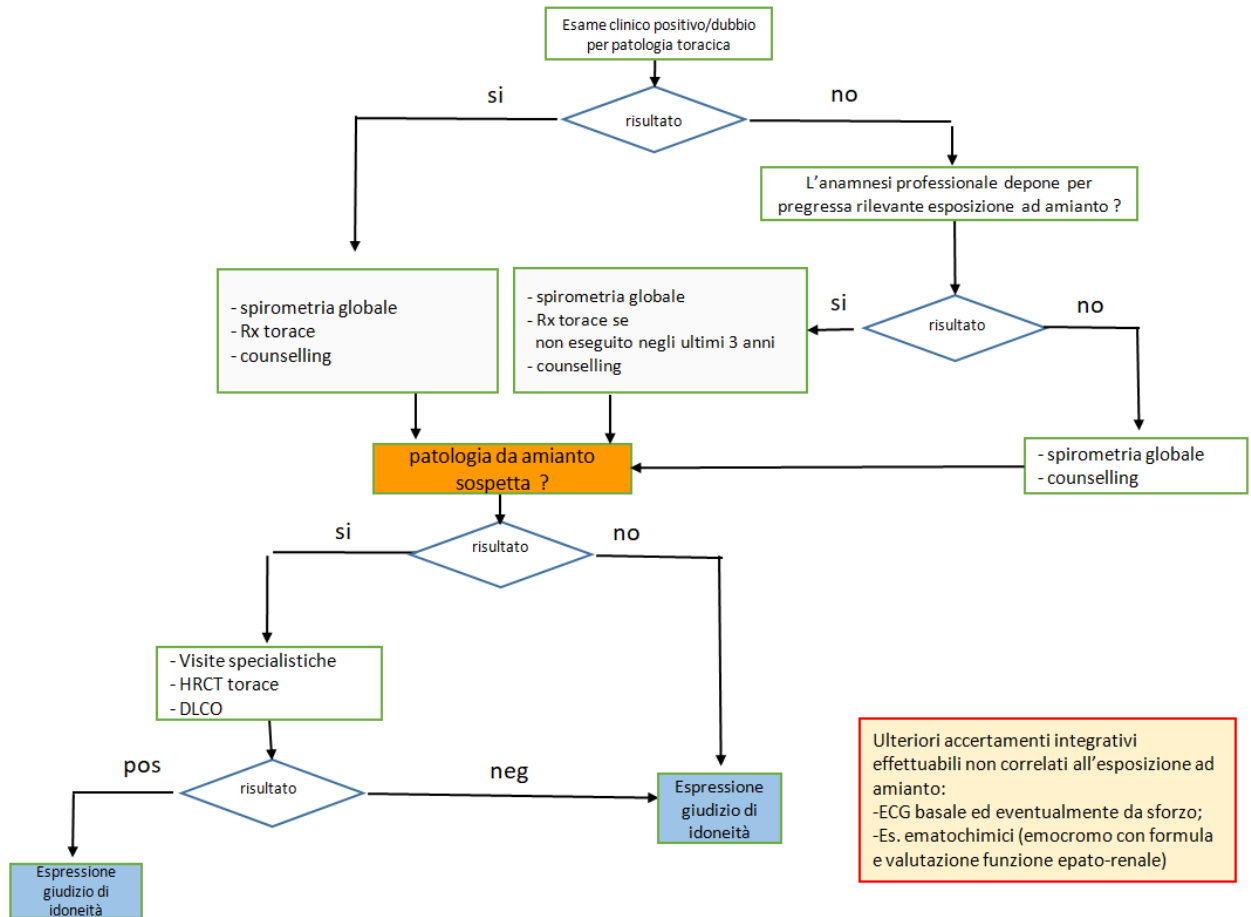 Esame clinico positivo/dubbio
per patologia toracica
si
no
risultato
L'anamnesi professionale depone per
pregressa rilevante esposizione ad amianto ?
- spirometria globale
- Rx torace
- counselling
- spirometria globale
- Rx torace se
non eseguito negli ultimi 3 anni
- counselling
si
risultato
no
patologia da amianto
sospetta ?
- spirometria globale
- counselling
si
risultato
no
- Visite specialistiche
- HRCT torace
- DLCO
pos
risultato
neg
Espressione
giudizio di
idoneità
Espressione
giudizio di
idoneità
Ulteriori accertamenti integrativi
effettuabili non correlati all'esposizione ad
amianto:
-ECG basale ed eventualmente da sforzo;
-Es. ematochimici (emocromo con formula
e valutazione funzione epato-renale)